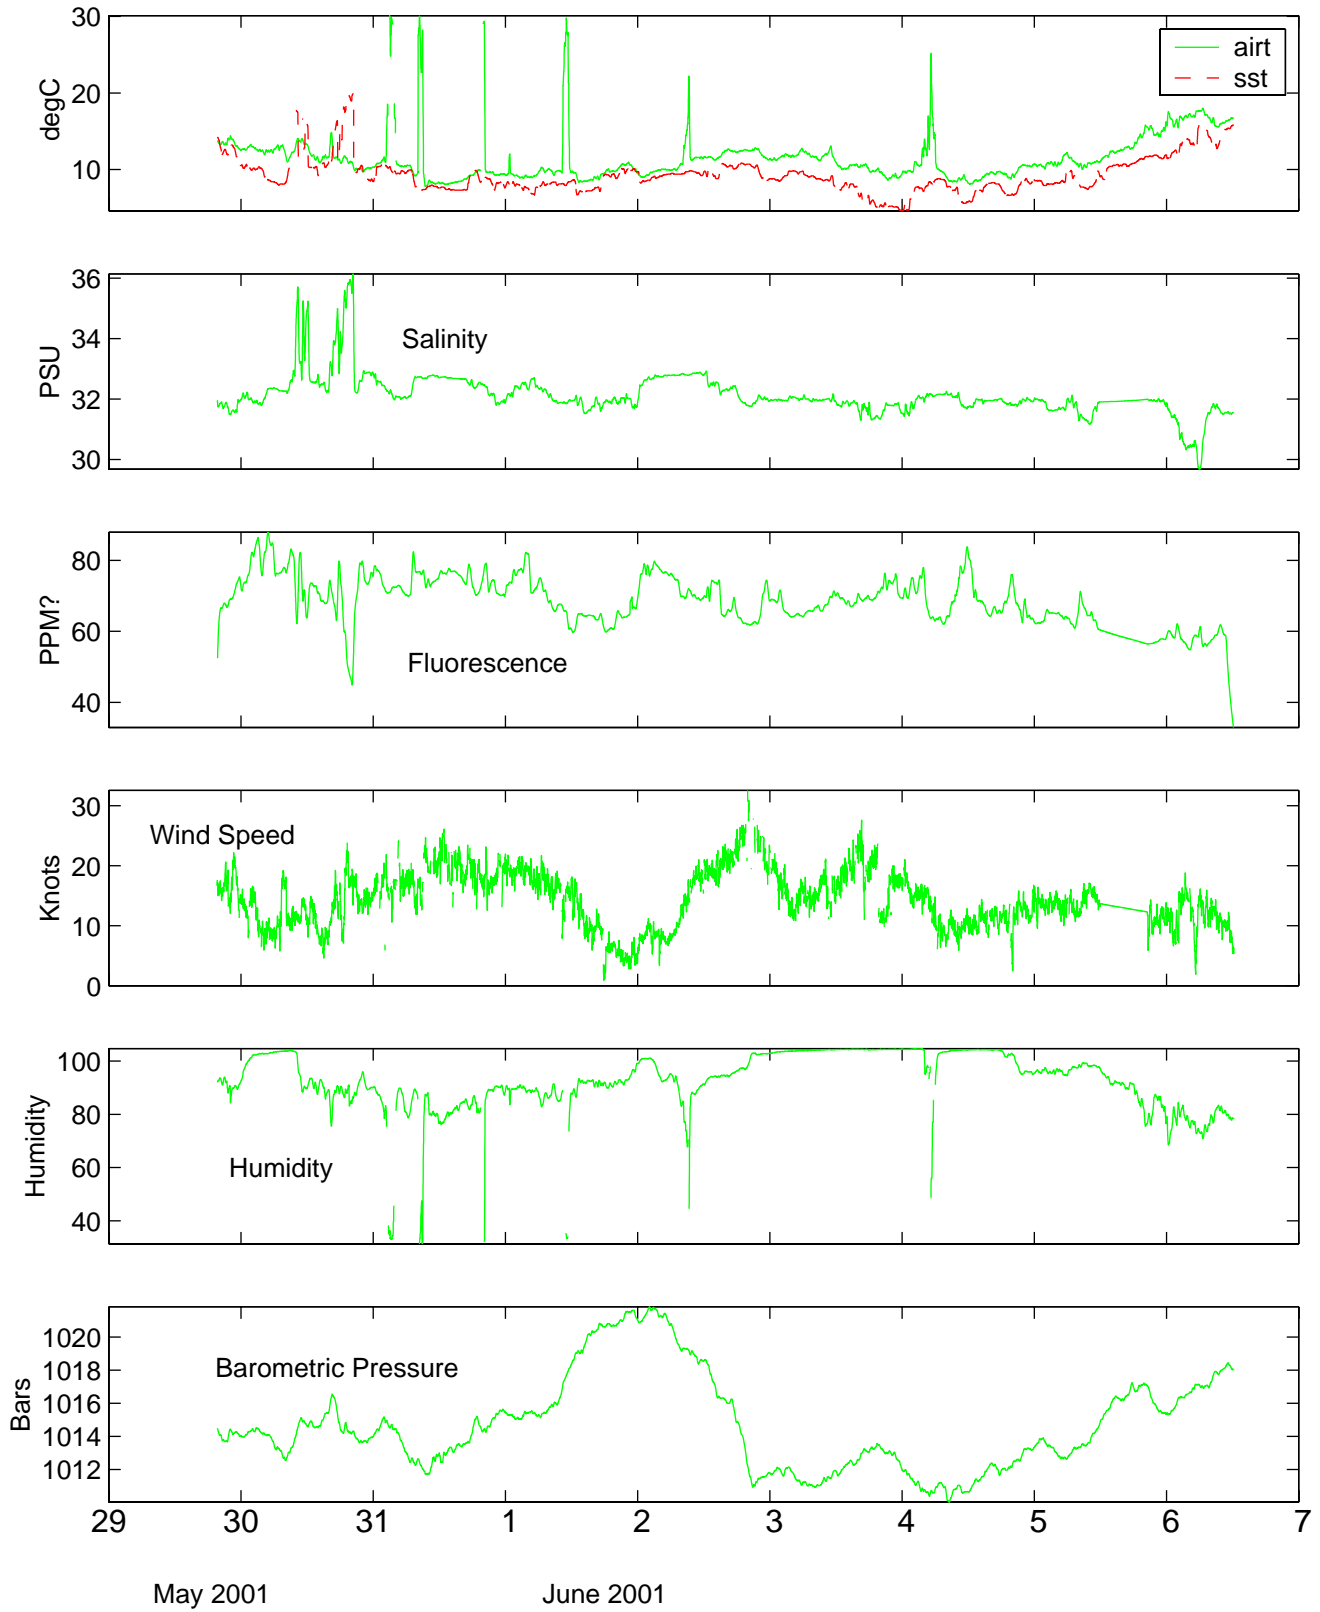 30
20
10
degC
airt
sst
36
34
32
30
PSU
Salinity
80
60
40
PPM?
Fluorescence
30
20
10
0
Knots
Wind Speed
100
80
60
40
Humidity
Humidity
1020
1018
1016
1014
1012
Bars
Barometric Pressure
29 30 31 1 2 3 4 5 6 7
May 2001 June 2001